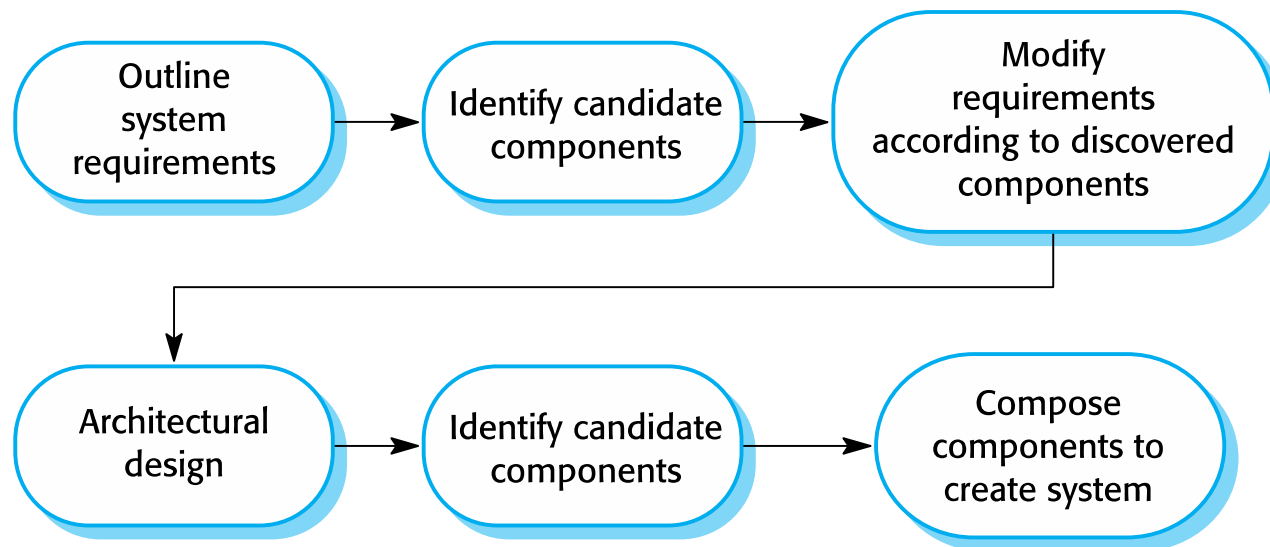 Outline
system
requirements
Identify candidate
components
Modify
requirements
according to discovered
components
Architectural
design
Identify candidate
components
Compose
components to
create system